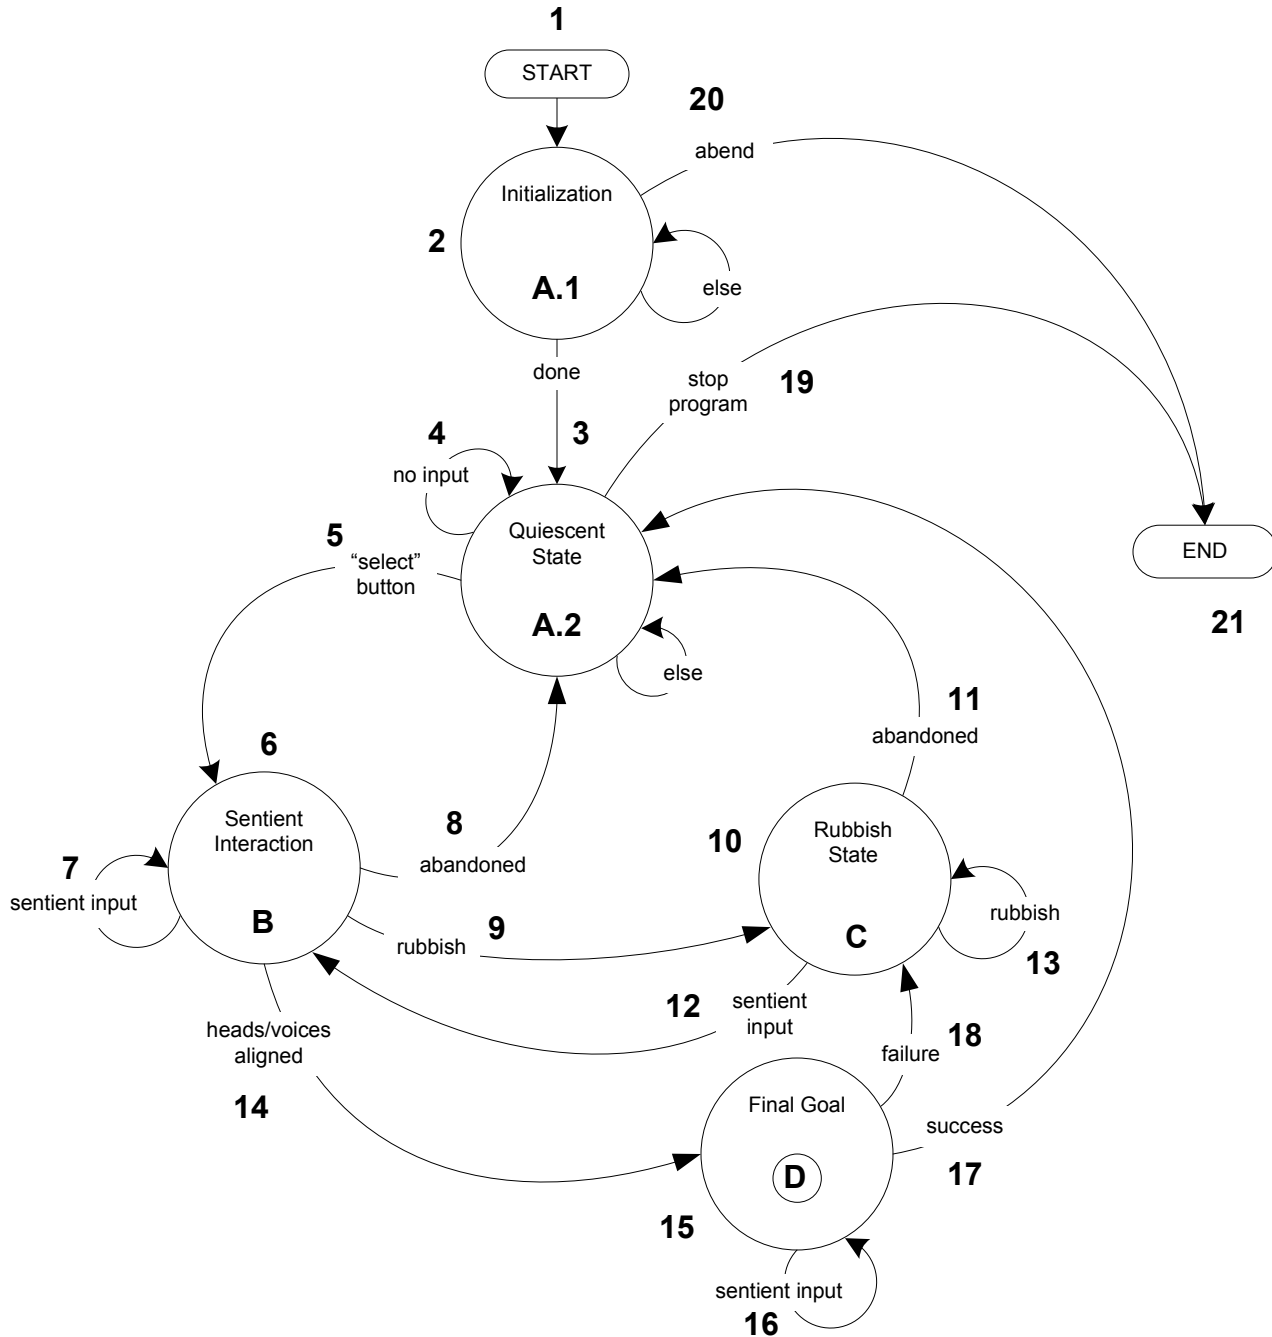 1
START
20
abend
Initialization
2
A.1
else
done
stop
program
19
4
3
no input
5
“select”
button
Quiescent
State
A.2
else
END
21
11
abandoned
6
Sentient
Interaction
B
7
sentient input
8
abandoned
9
rubbish
10
Rubbish
State
C
rubbish
13
12
sentient
input
heads/voices
aligned
14
18
failure
Final Goal
D
success
17
15
sentient input
16